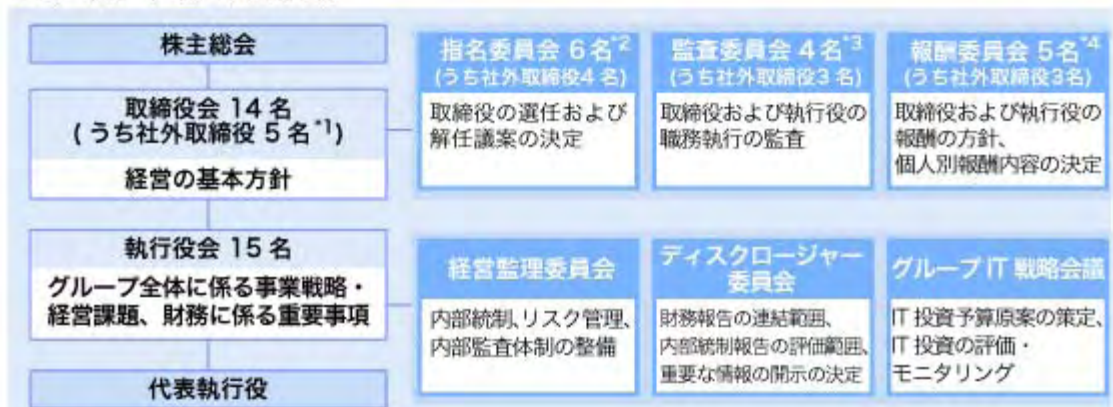 株主総会
取締役会 14 名
( うち社外取締役 5 名*1)
経営の基本方針
指名委員会 6 名*2
(うち社外取締役4 名)
取締役の選任および
解任議案の決定
監査委員会 4 名*3
(うち社外取締役3 名)
取締役および執行役の
職務執行の監査
報酬委員会 5名*4
(うち社外取締役3名)
取締役および執行役の
報酬の方針、
個人別報酬内容の決定
執行役会 15 名
グループ全体に係る事業戦略・
経営課題、財務に係る重要事項
経営監理委員会
内部統制、リスク管理、
内部監査体制の整備
ディスクロージャー
委員会
財務報告の連結範囲、
内部統制報告の評価範囲、
重要な情報の開示の決定
グループ IT 戦略会議
IT 投資予算原案の策定、
IT 投資の評価・
モニタリング
代表執行役